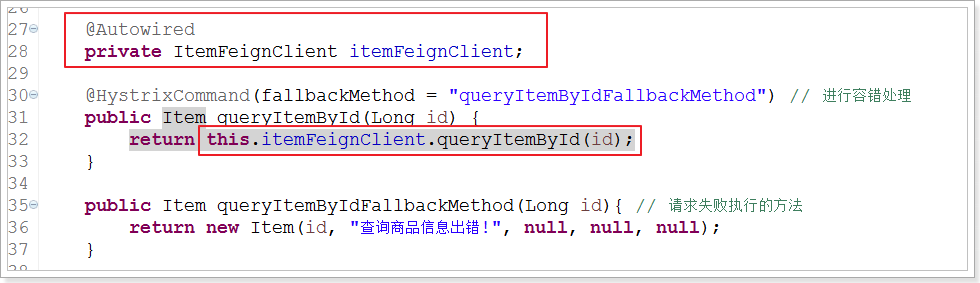 27 @Autowired
28 private ItemFeignClient itemFeignClient;
29
30 @HystrixCommand(fallbackMethod = "queryItemByIdFallbackMethod") // 进行容错处理
31 public Item queryItemById(Long id) {
32 return this.itemFeignClient.queryItemById(id);
33 }
34
35 public Item queryItemByIdFallbackMethod(Long id){ // 请求失败执行的方法
36 return new Item(id, "查询商品信息出错!", null, null, null);
37 }